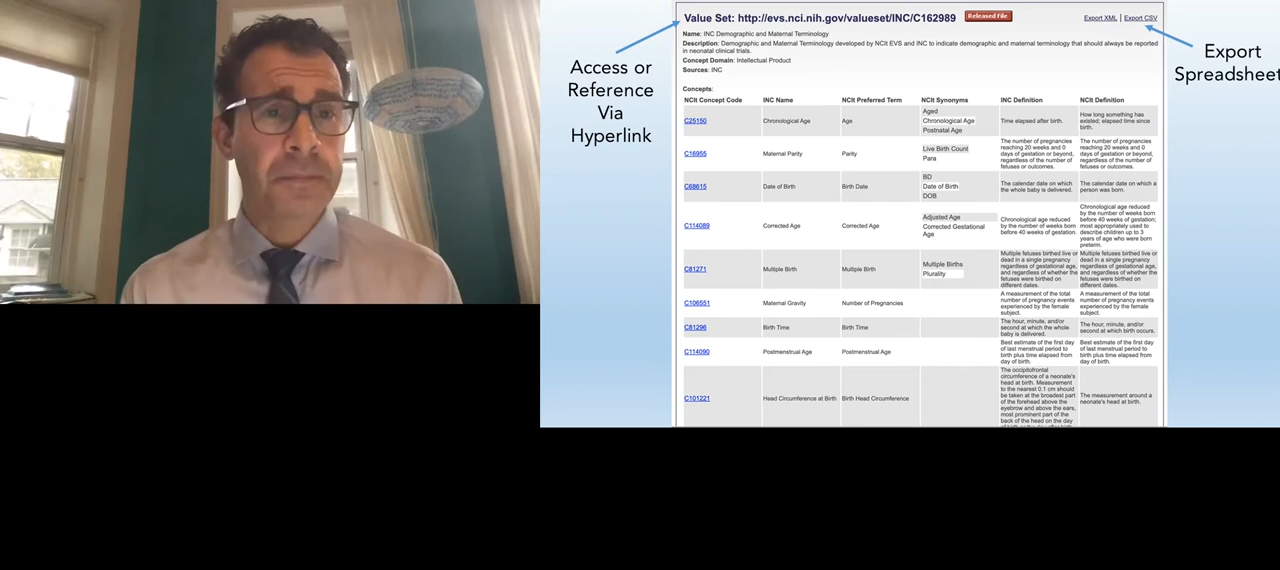 Access or
Reference
Via
Hyperlink
Value Set: http://evs.nci.nih.gov/valueset/INC/C162989
Released File
Export XML | Export CSV
Export
Spreadsheet
Name: INC Demographic and Maternal Terminology
Description: Demographic and Maternal Terminology developed by NCIt EVS and INC to indicate demographic and maternal terminology that should always be reported
in neonatal clinical trials.
Concept Domain: Intellectual Product
Sources: INC
Concepts:
NCIt Concept Code INC Name NCIt Preferred Term NCIt Synonyms INC Definition NCIt Definition
C25150
Chronological Age
Age
Aged
Chronological Age
Postnatal Age
Time elapsed after birth.
How long something has
existed; elapsed time since
birth.
C16955
Maternal Parity
Parity
Live Birth Count
Para
The number of pregnancies
reaching 20 weeks and 0
days of gestation or beyond,
regardless of the number of
fetuses or outcomes.
The number of pregnancies
reaching 20 weeks and 0
days of gestation or beyond,
regardless of the number of
fetuses or outcomes.
C68615
Date of Birth
Birth Date
BD
Date of Birth
DOB
The calendar date on which
the whole baby is delivered.
The calendar date on which a
person was born.
C114089
Corrected Age
Corrected Age
Adjusted Age
Corrected Gestational
Age
Chronological age reduced
by the number of weeks born
before 40 weeks of gestation.
Chronological age reduced
by the number of weeks born
before 40 weeks of gestation;
most appropriately used to
describe children up to 3
years of age who were born
preterm.
C81271
Multiple Birth
Multiple Birth
Multiple Births
Plurality
Multiple fetuses birthed live or
dead in a single pregnancy
regardless of gestational age,
and regardless of whether the
fetuses were birthed on
different dates.
Multiple fetuses birthed live or
dead in a single pregnancy
regardless of gestational age,
and regardless of whether the
fetuses were birthed on
different dates.
C106551
Maternal Gravity
Number of Pregnancies
A measurement of the total
number of pregnancy events
experienced by the female
subject.
A measurement of the total
number of pregnancy events
experienced by the female
subject.
C81296
Birth Time
Birth Time
The hour, minute, and/or
second at which the whole
baby is delivered.
The hour, minute, and/or
second at which birth occurs.
C114090
Postmenstrual Age
Postmenstrual Age
Best estimate of the first day
of last menstrual period to
birth plus time elapsed from
day of birth.
Best estimate of the first day
of last menstrual period to
birth plus time elapsed from
day of birth.
C101221
Head Circumference at Birth
Birth Head Circumference
The occipitofrontal
circumference of a neonate's
head at birth. Measurement
to the nearest 0.1 cm should
be taken at the broadest part
of the forehead above the
eyebrow and above the ears,
most prominent part of the
back of the head on the day
The measurement around a
neonate's head at birth.